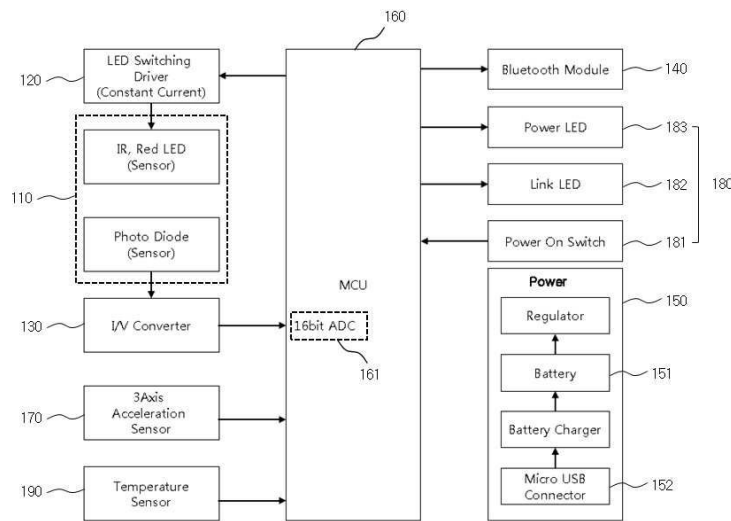 160
120
LED Switching
Driver
(Constant Current)
Bluetooth Module
140
IR, Red LED
(Sensor)
Power LED
183
110
Link LED
182
180
Photo Diode
(Sensor)
Power On Switch
181
MCU
Power
130
I/V Converter
16bit ADC
161
Regulator
150
Battery
151
170
3Axis
Acceleration
Sensor
Battery Charger
190
Temperature
Sensor
Micro USB
Connector
152